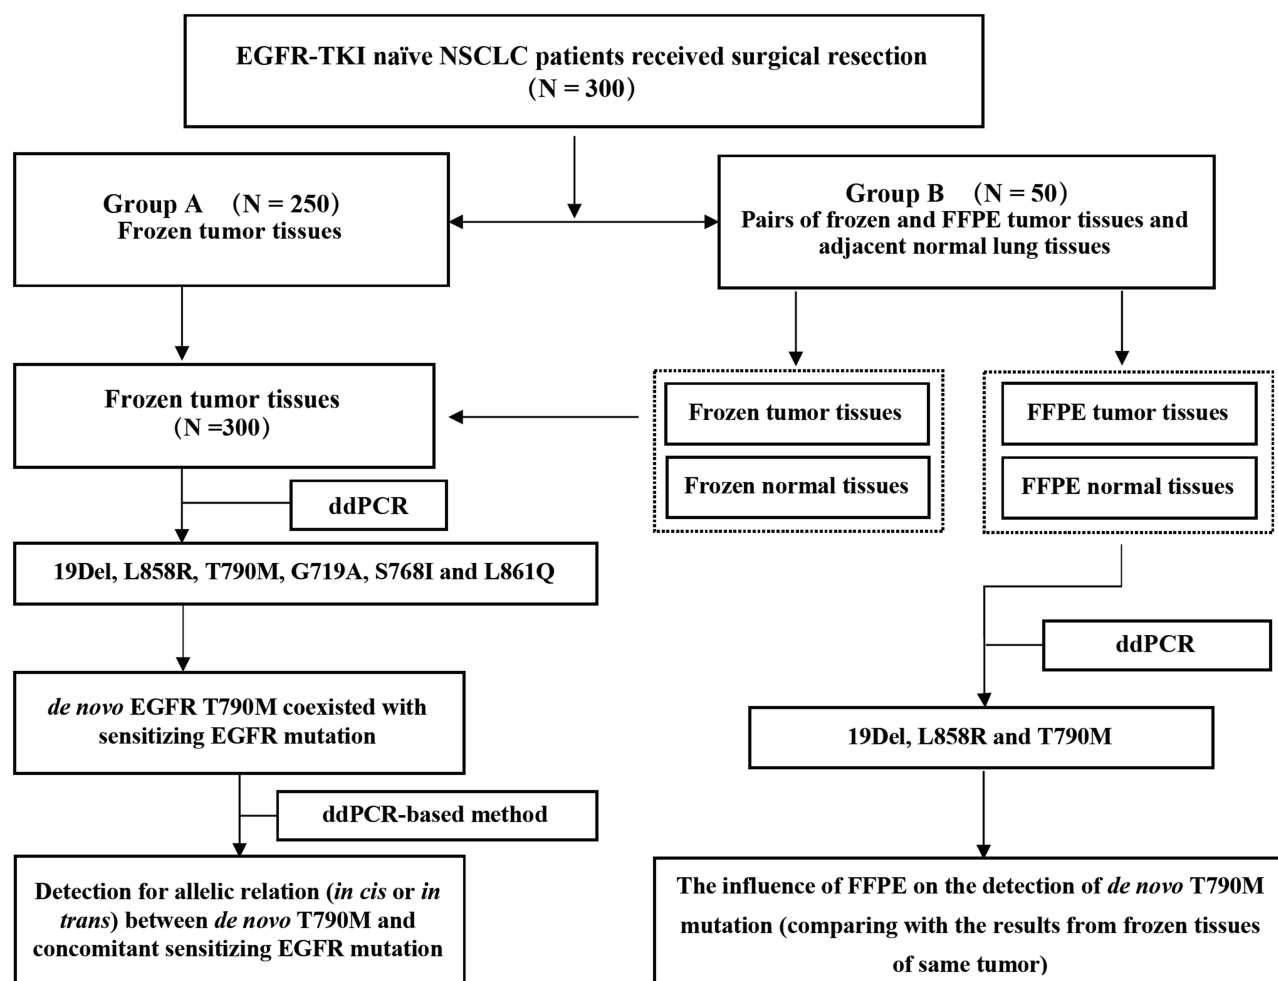 EGFR-TKI naïve NSCLC patients received surgical resection
(N = 300)
Group A (N = 250)
Frozen tumor tissues
Group B (N = 50)
Pairs of frozen and FFPE tumor tissues and
adjacent normal lung tissues
Frozen tumor tissues
(N =300)
Frozen tumor tissues
Frozen normal tissues
FFPE tumor tissues
FFPE normal tissues
ddPCR
19Del, L858R, T790M, G719A, S768I and L861Q
ddPCR
de novo EGFR T790M coexisted with
sensitizing EGFR mutation
19Del, L858R and T790M
ddPCR-based method
Detection for allelic relation (in cis or in
trans) between de novo T790M and
concomitant sensitizing EGFR mutation
The influence of FFPE on the detection of de novo T790M
mutation (comparing with the results from frozen tissues
of same tumor)